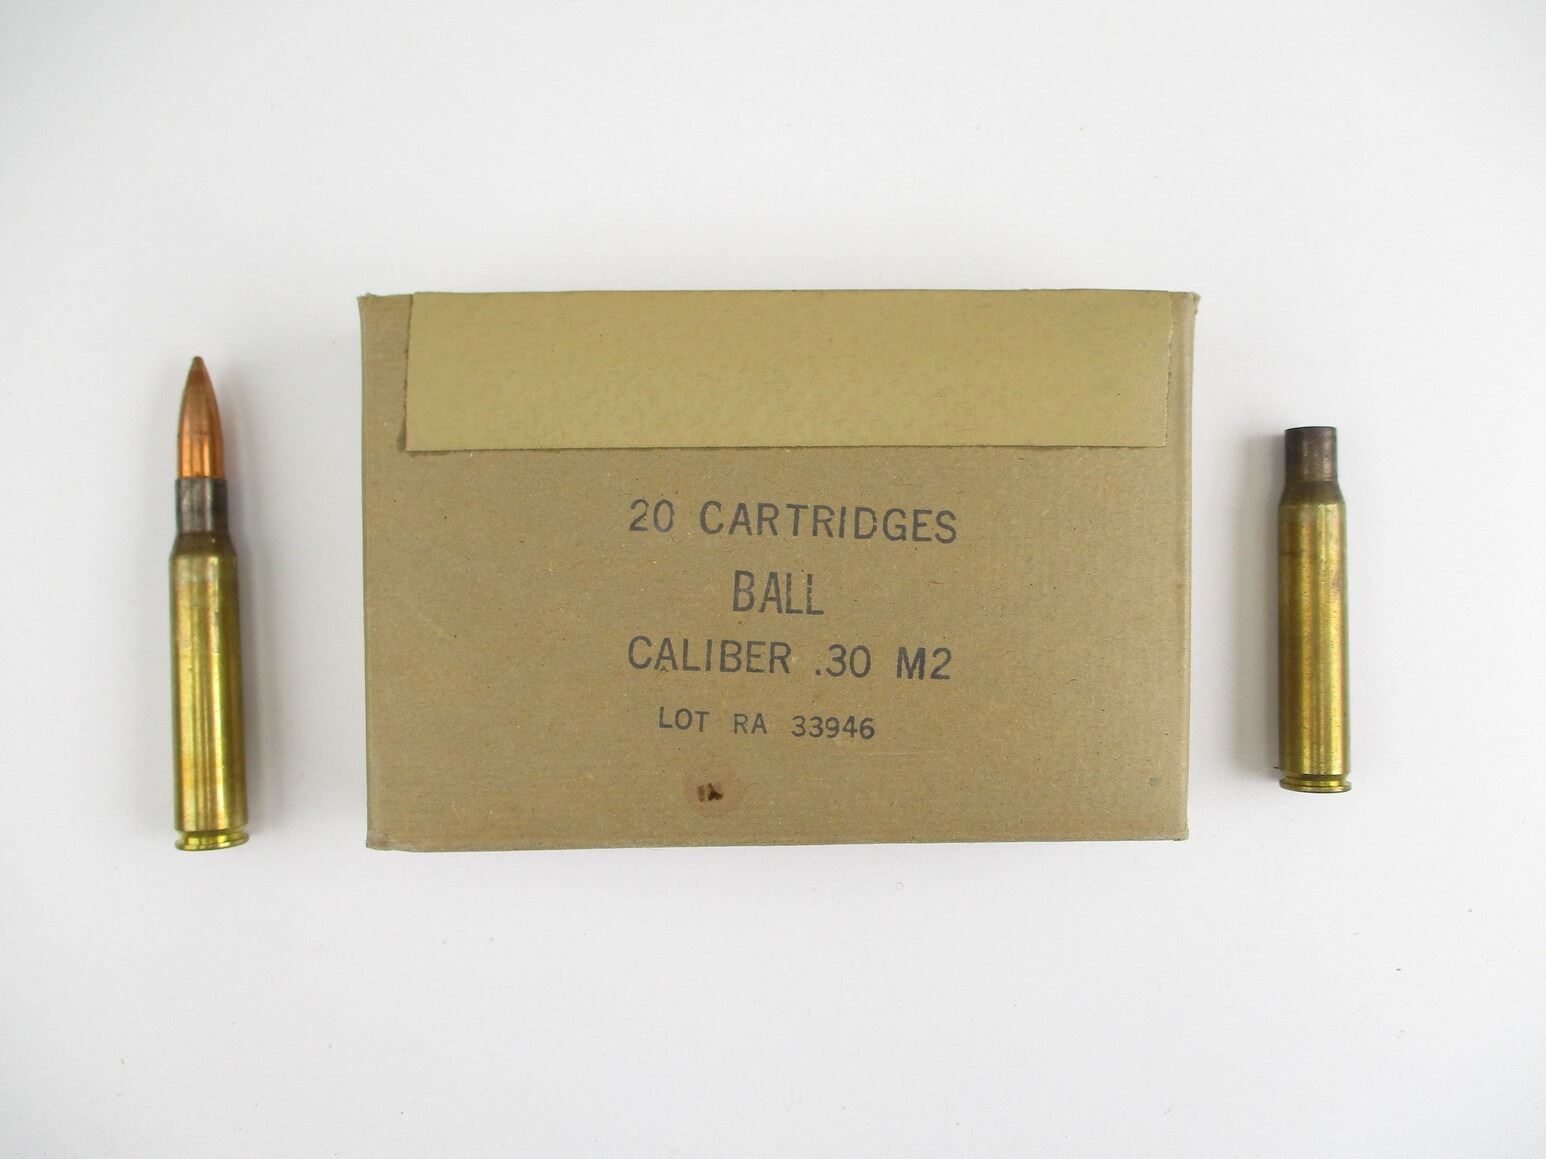 20 CARTRIDGES
BALL
CALIBER .30 M2
LOT RA 33946